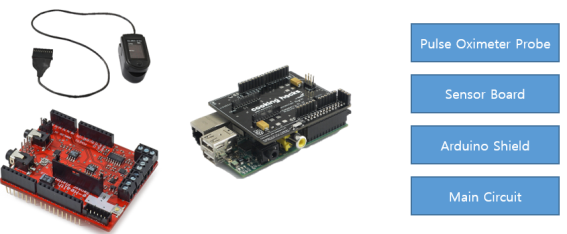 cooking hacks
Pulse Oximeter Probe
Sensor Board
Arduino Shield
Main Circuit